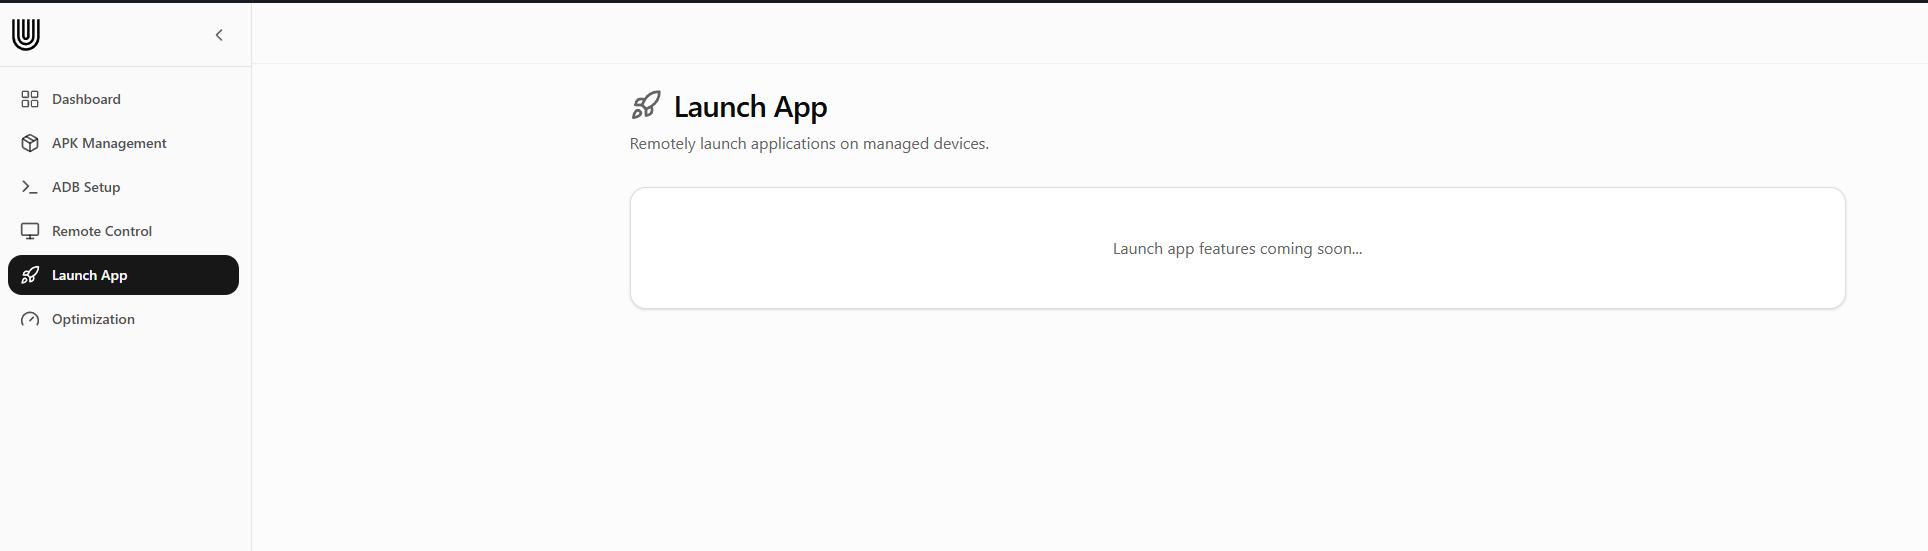 Dashboard
APK Management
ADB Setup
Remote Control
Launch App
Optimization
Launch App
Remotely launch applications on managed devices.
Launch app features coming soon...